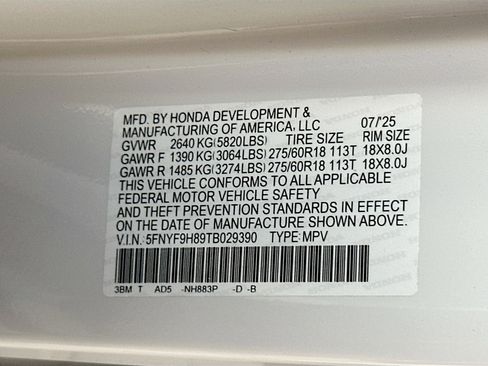 MFD. BY HONDA DEVELOPMENT & 07/'25
MANUFACTURING OF AMERICA, LLC
GVWR 2640 KG(5820LBS) TIRE SIZE RIM SIZE
GAWR F 1390 KG(3064LBS) 275/60R18 113T 18X8.0J
GAWR R 1485 KG(3274LBS) 275/60R18 113T 18X8.0J
THIS VEHICLE CONFORMS TO ALL APPLICABLE
FEDERAL MOTOR VEHICLE SAFETY
AND THEFT PREVENTION STANDARDS IN EFFECT
ON THE DATE OF MANUFACTURE SHOWN ABOVE.
V.I.N.: 5FNYF9H89TB029390 TYPE: MPV
3BM T AD5 -NH883P -D -B